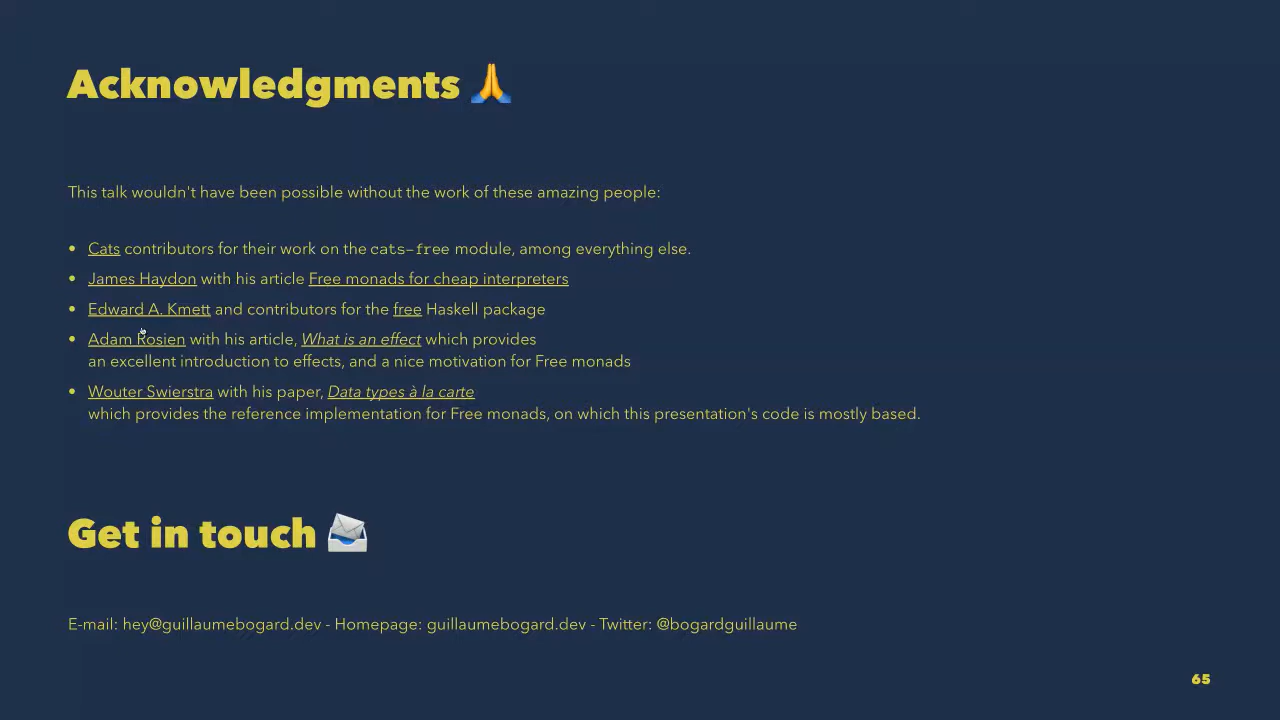 Acknowledgments 🙏
This talk wouldn't have been possible without the work of these amazing people:
• Cats contributors for their work on the cats-free module, among everything else.
• James Haydon with his article Free monads for cheap interpreters
• Edward A. Kmett and contributors for the free Haskell package
• Adam Rosien with his article, What is an effect which provides
an excellent introduction to effects, and a nice motivation for Free monads
• Wouter Swierstra with his paper, Data types à la carte
which provides the reference implementation for Free monads, on which this presentation's code is mostly based.
Get in touch 📨
E-mail: hey@guillaumebogard.dev - Homepage: guillaumebogard.dev - Twitter: @bogardguillaume
65